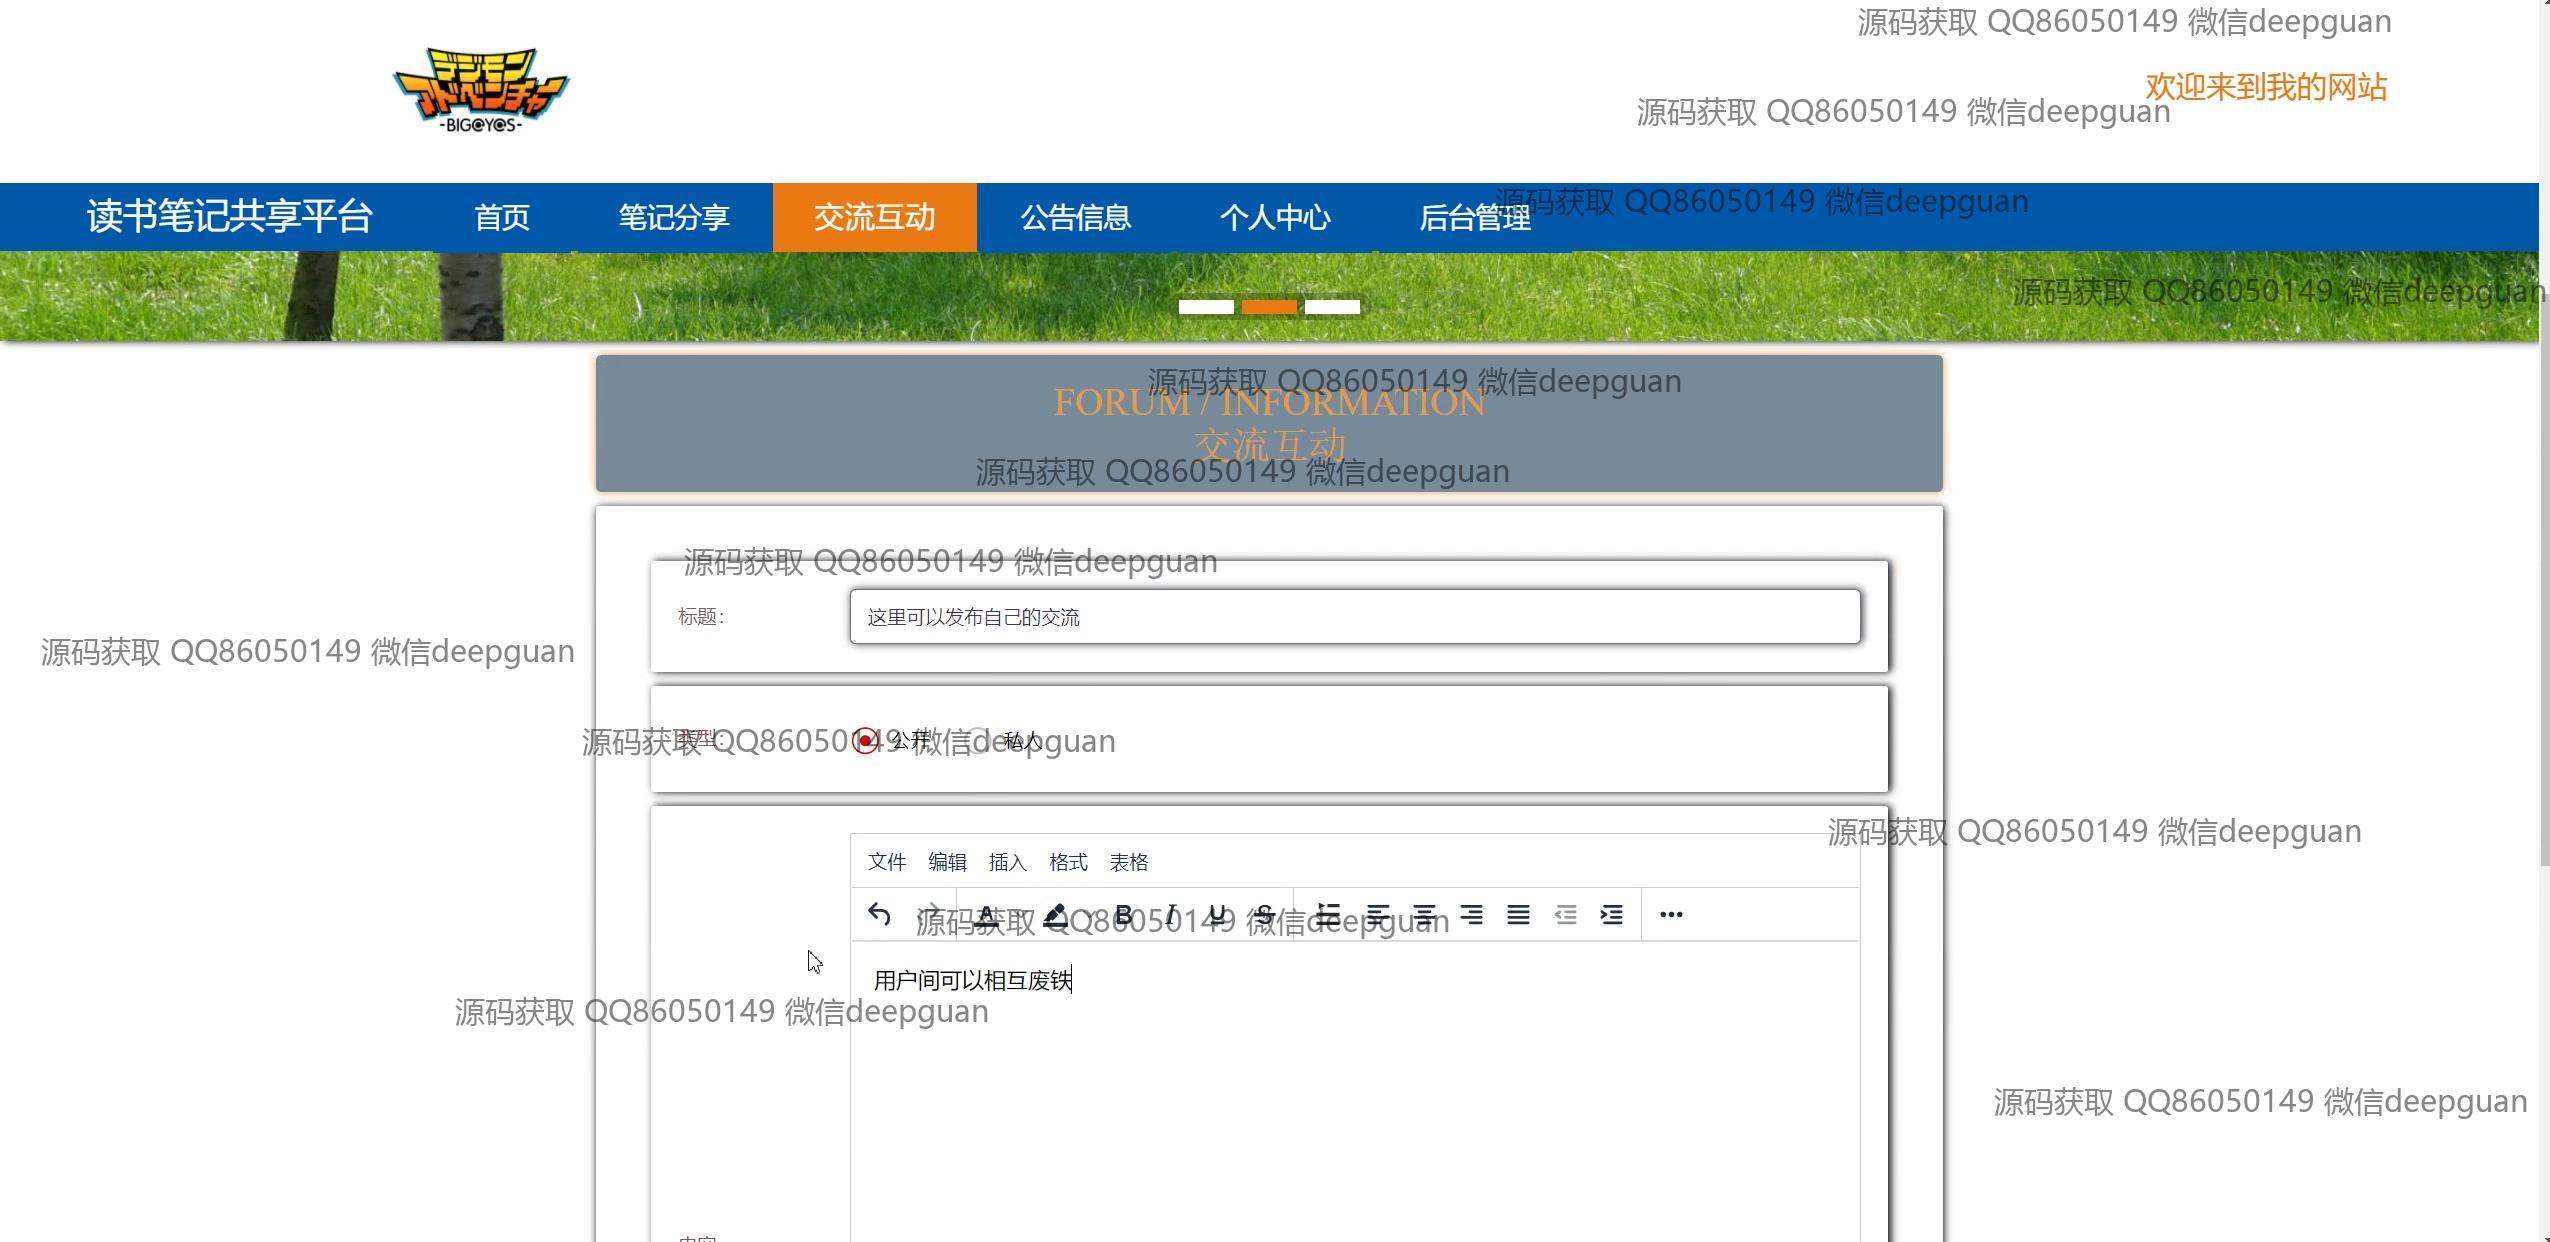 源码获取 QQ86050149 微信deepguan
デジモン
アドベンチャー
-BIG@Y@S-
欢迎来到我的网站
源码获取 QQ86050149 微信deepguan
读书笔记共享平台 首页 笔记分享 交流互动 公告信息 个人中心 后台管理
源码获取 QQ86050149 微信deepguan
源码获取 QQ86050149 微信deepguan
源码获取 QQ86050149 微信deepguan
FORUM / INFORMATION
交流互动
源码获取 QQ86050149 微信deepguan
源码获取 QQ86050149 微信deepguan
标题： 这里可以发布自己的交流
源码获取 QQ86050149 微信deepguan
类型： 公开 私人
源码获取 QQ86050149 微信deepguan
源码获取 QQ86050149 微信deepguan
文件 编辑 插入 格式 表格
A B I U S
源码获取 QQ86050149 微信deepguan
用户间可以相互废铁
源码获取 QQ86050149 微信deepguan
源码获取 QQ86050149 微信deepguan